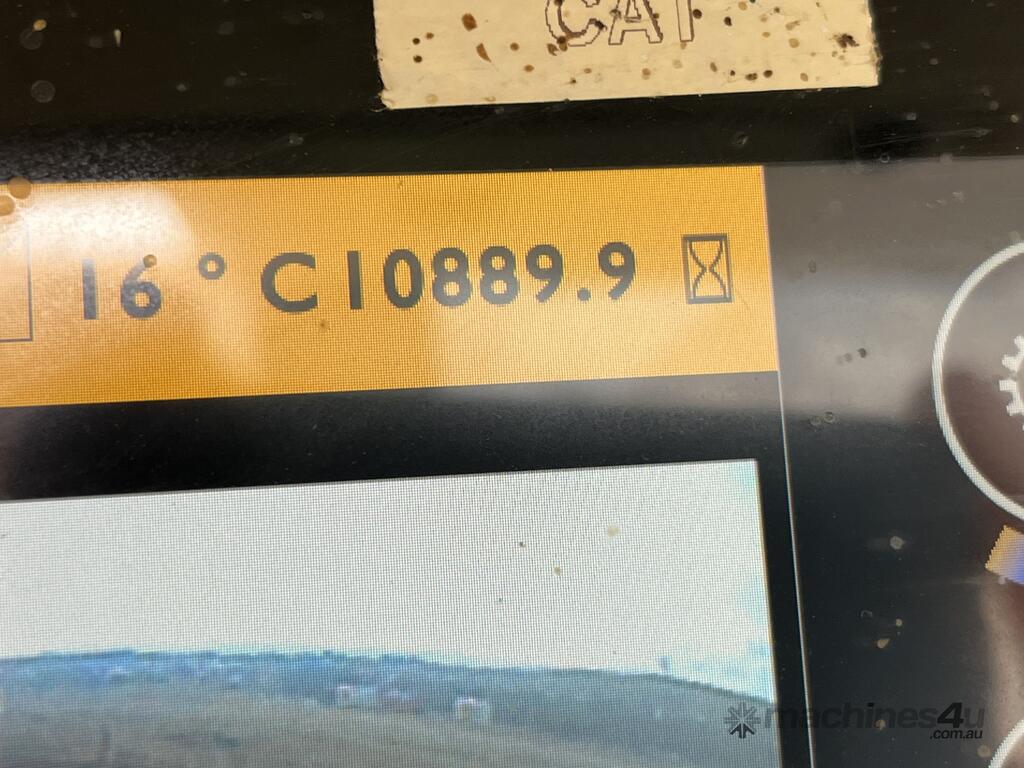 CAT
16 ° C 10889.9
machines4u
.com.au